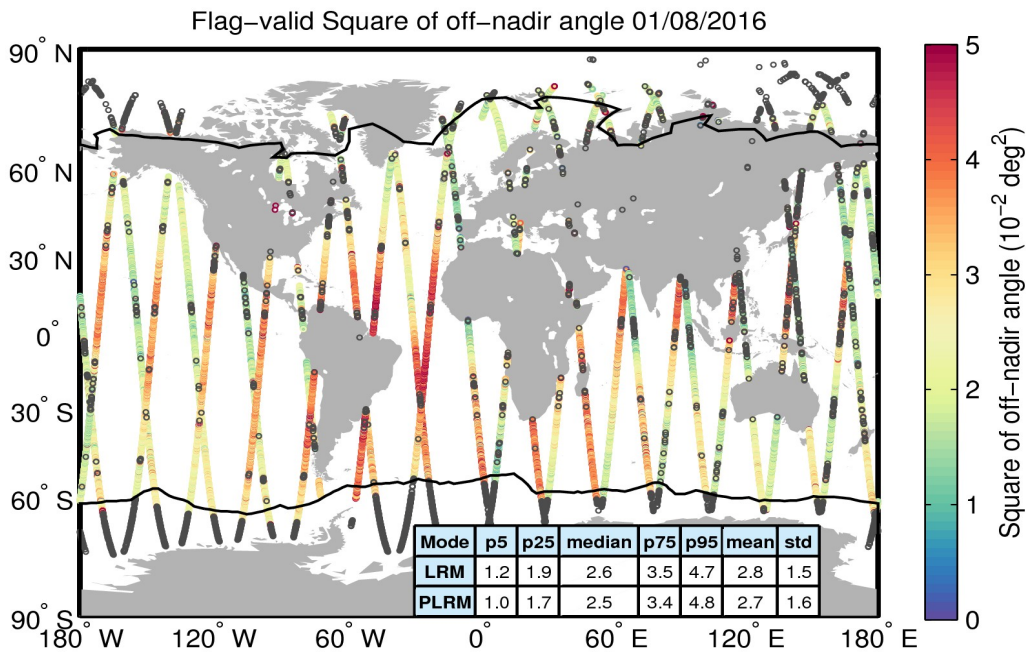 Flag-valid Square of off-nadir angle 01/08/2016
90° N
60° N
30° N
0°
30° S
60° S
90° S
180° W
120° W
60° W
0°
60° E
120° E
180° E
Mode p5 p25 median p75 p95 mean std
LRM 1.2 1.9 2.6 3.5 4.7 2.8 1.5
PLRM 1.0 1.7 2.5 3.4 4.8 2.7 1.6
5
4
3
2
1
0
Square of off-nadir angle (10⁻² deg²)